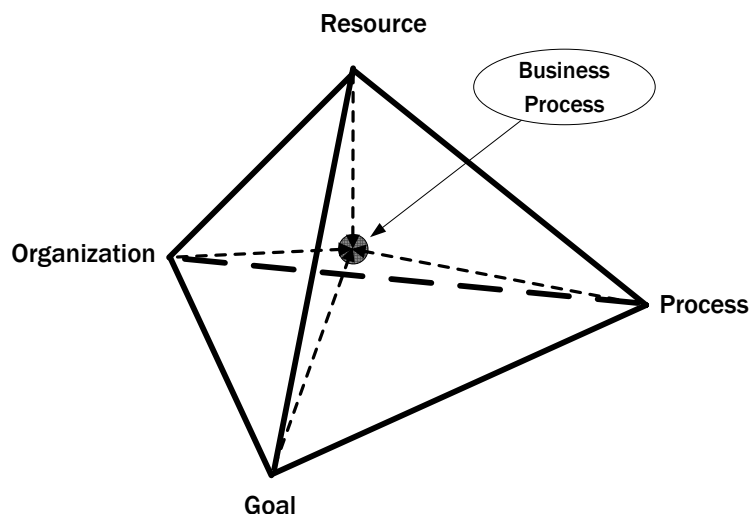 Resource
Business
Process
Organization
Process
Goal